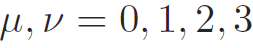 μ, ν = 0, 1, 2, 3